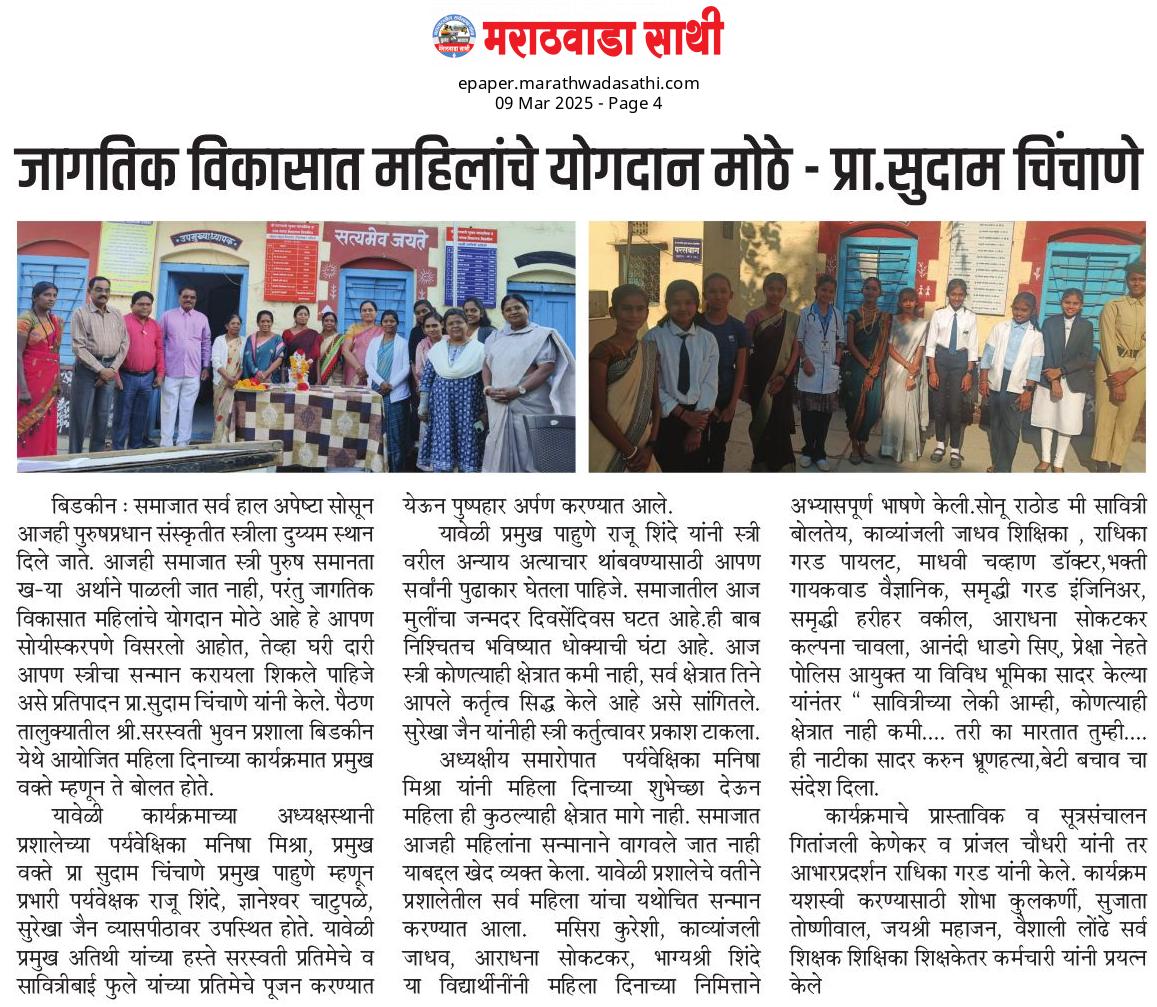 मराठवाडा साथी
epaper.marathwadasathi.com
09 Mar 2025 - Page 4
जागतिक विकासात महिलांचे योगदान मोठे - प्रा.सुदाम चिंचाणे
उपमुख्याध्यापक
सत्यमेव जयते
परसबाग
बिडकीन : समाजात सर्व हाल अपेष्टा सोसून
आजही पुरुषप्रधान संस्कृतीत स्त्रीला दुय्यम स्थान
दिले जाते. आजही समाजात स्त्री पुरुष समानता
ख-या अर्थाने पाळली जात नाही, परंतु जागतिक
विकासात महिलांचे योगदान मोठे आहे हे आपण
सोयीस्करपणे विसरलो आहोत, तेव्हा घरी दारी
आपण स्त्रीचा सन्मान करायला शिकले पाहिजे
असे प्रतिपादन प्रा.सुदाम चिंचाणे यांनी केले. पैठण
तालुक्यातील श्री.सरस्वती भुवन प्रशाला बिडकीन
येथे आयोजित महिला दिनाच्या कार्यक्रमात प्रमुख
वक्ते म्हणून ते बोलत होते.
यावेळी कार्यक्रमाच्या अध्यक्षस्थानी
प्रशालेच्या पर्यवेक्षिका मनिषा मिश्रा, प्रमुख
वक्ते प्रा सुदाम चिंचाणे प्रमुख पाहुणे म्हणून
प्रभारी पर्यवेक्षक राजू शिंदे, ज्ञानेश्वर चाटुपळे,
सुरेखा जैन व्यासपीठावर उपस्थित होते. यावेळी
प्रमुख अतिथी यांच्या हस्ते सरस्वती प्रतिमेचे व
सावित्रीबाई फुले यांच्या प्रतिमेचे पूजन करण्यात
येऊन पुष्पहार अर्पण करण्यात आले.
यावेळी प्रमुख पाहुणे राजू शिंदे यांनी स्त्री
वरील अन्याय अत्याचार थांबवण्यासाठी आपण
सर्वांनी पुढाकार घेतला पाहिजे. समाजातील आज
मुलींचा जन्मदर दिवसेंदिवस घटत आहे.ही बाब
निश्चितच भविष्यात धोक्याची घंटा आहे. आज
स्त्री कोणत्याही क्षेत्रात कमी नाही, सर्व क्षेत्रात तिने
आपले कर्तृत्व सिद्ध केले आहे असे सांगितले.
सुरेखा जैन यांनीही स्त्री कर्तुत्वावर प्रकाश टाकला.
अध्यक्षीय समारोपात पर्यवेक्षिका मनिषा
मिश्रा यांनी महिला दिनाच्या शुभेच्छा देऊन
महिला ही कुठल्याही क्षेत्रात मागे नाही. समाजात
आजही महिलांना सन्मानाने वागवले जात नाही
याबद्दल खेद व्यक्त केला. यावेळी प्रशालेचे वतीने
प्रशालेतील सर्व महिला यांचा यथोचित सन्मान
करण्यात आला. मसिरा कुरेशी, काव्यांजली
जाधव, आराधना सोकटकर, भाग्यश्री शिंदे
या विद्यार्थीनींनी महिला दिनाच्या निमित्ताने
अभ्यासपूर्ण भाषणे केली.सोनू राठोड मी सावित्री
बोलतेय, काव्यांजली जाधव शिक्षिका , राधिका
गरड पायलट, माधवी चव्हाण डॉक्टर,भक्ती
गायकवाड वैज्ञानिक, समृद्धी गरड इंजिनिअर,
समृद्धी हरीहर वकील, आराधना सोकटकर
कल्पना चावला, आनंदी धाडगे सिए, प्रेक्षा नेहते
पोलिस आयुक्त या विविध भूमिका सादर केल्या
यांनंतर “ सावित्रीच्या लेकी आम्ही, कोणत्याही
क्षेत्रात नाही कमी.... तरी का मारतात तुम्ही....
ही नाटीका सादर करुन भ्रूणहत्या,बेटी बचाव चा
संदेश दिला.
कार्यक्रमाचे प्रास्ताविक व सूत्रसंचालन
गितांजली केणेकर व प्रांजल चौधरी यांनी तर
आभारप्रदर्शन राधिका गरड यांनी केले. कार्यक्रम
यशस्वी करण्यासाठी शोभा कुलकर्णी, सुजाता
तोष्णीवाल, जयश्री महाजन, वैशाली लोंढे सर्व
शिक्षक शिक्षिका शिक्षकेतर कर्मचारी यांनी प्रयत्न
केले